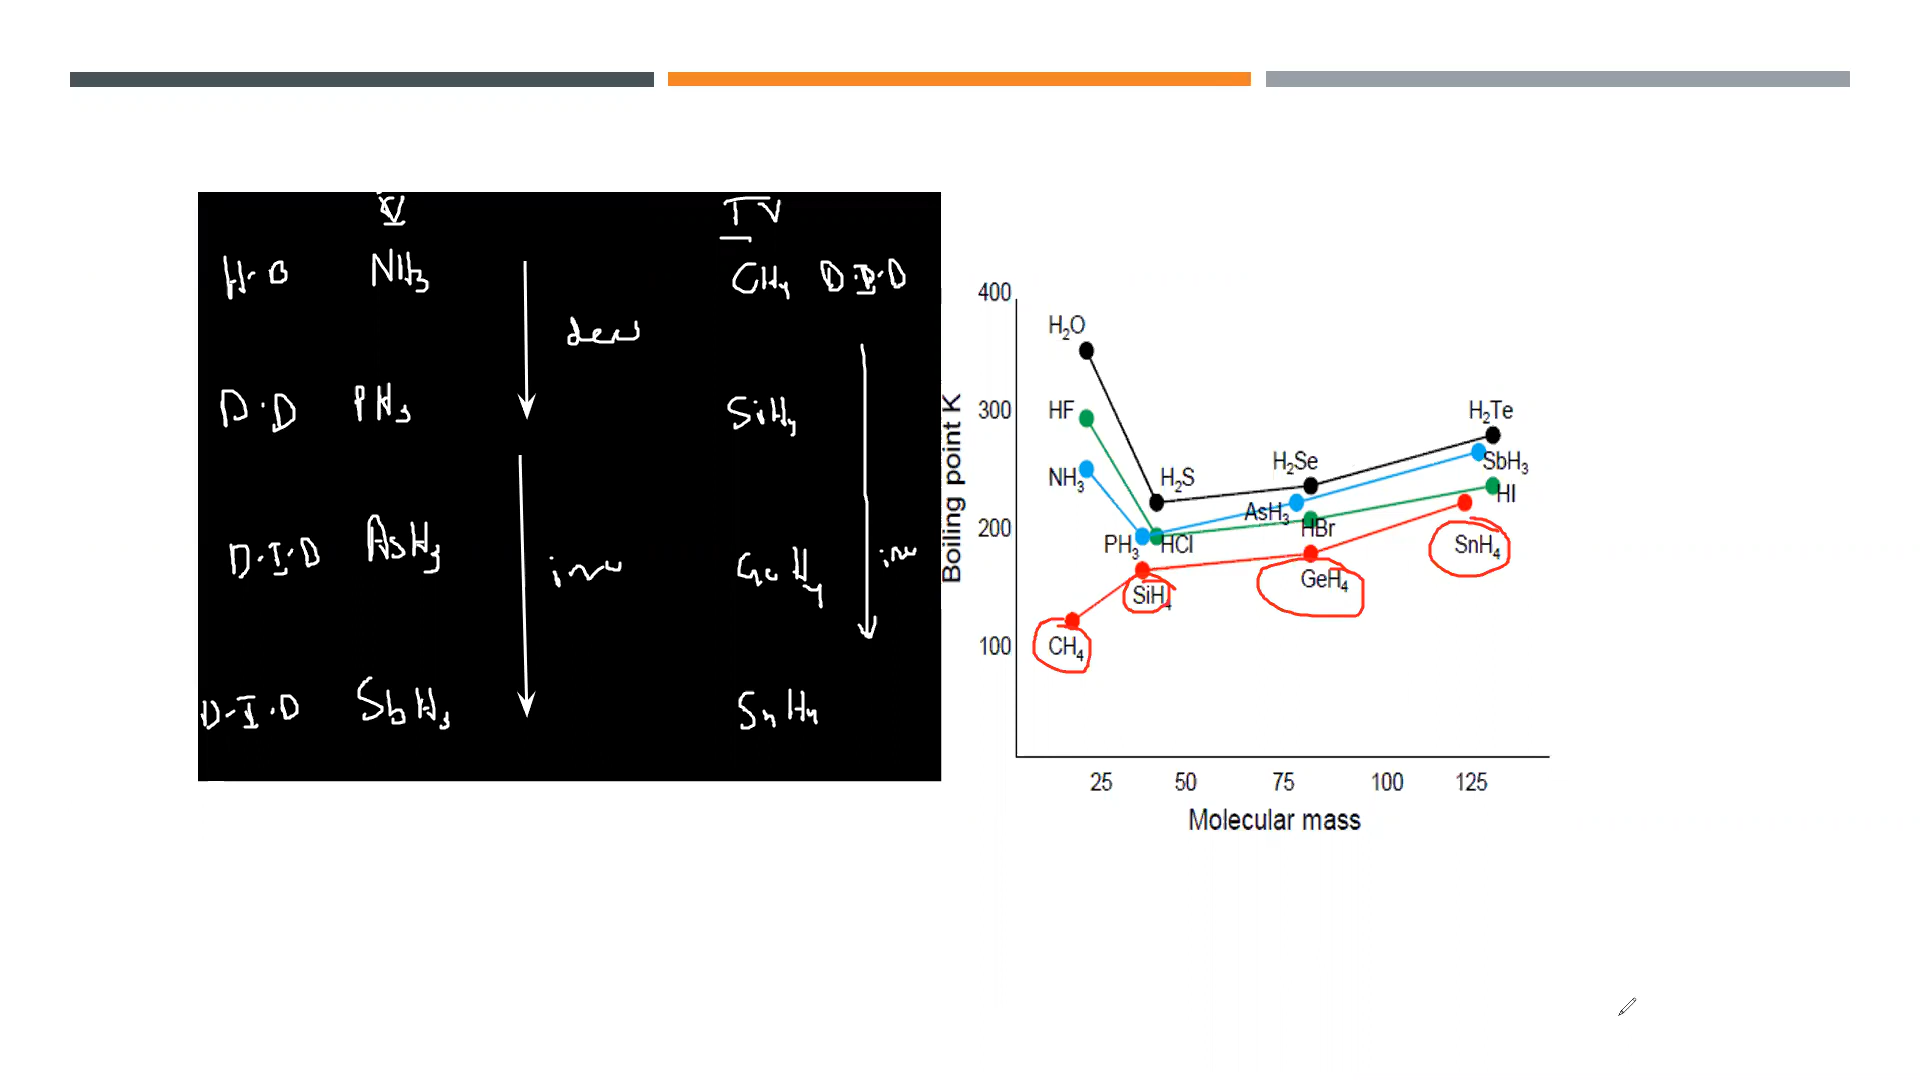 V
IV
H-B NH3
CH4 D.I.D
dec
D.D PH3
SiH4
D.I.D AsH3
inc
GeH4
inc
D-I.D SbH3
SnH4
400
300
200
100
Boiling point K
H2O
HF
NH3
H2S
H2Se
H2Te
SbH3
HI
AsH3
HBr
PH3
HCl
SnH4
GeH4
SiH4
CH4
25 50 75 100 125
Molecular mass